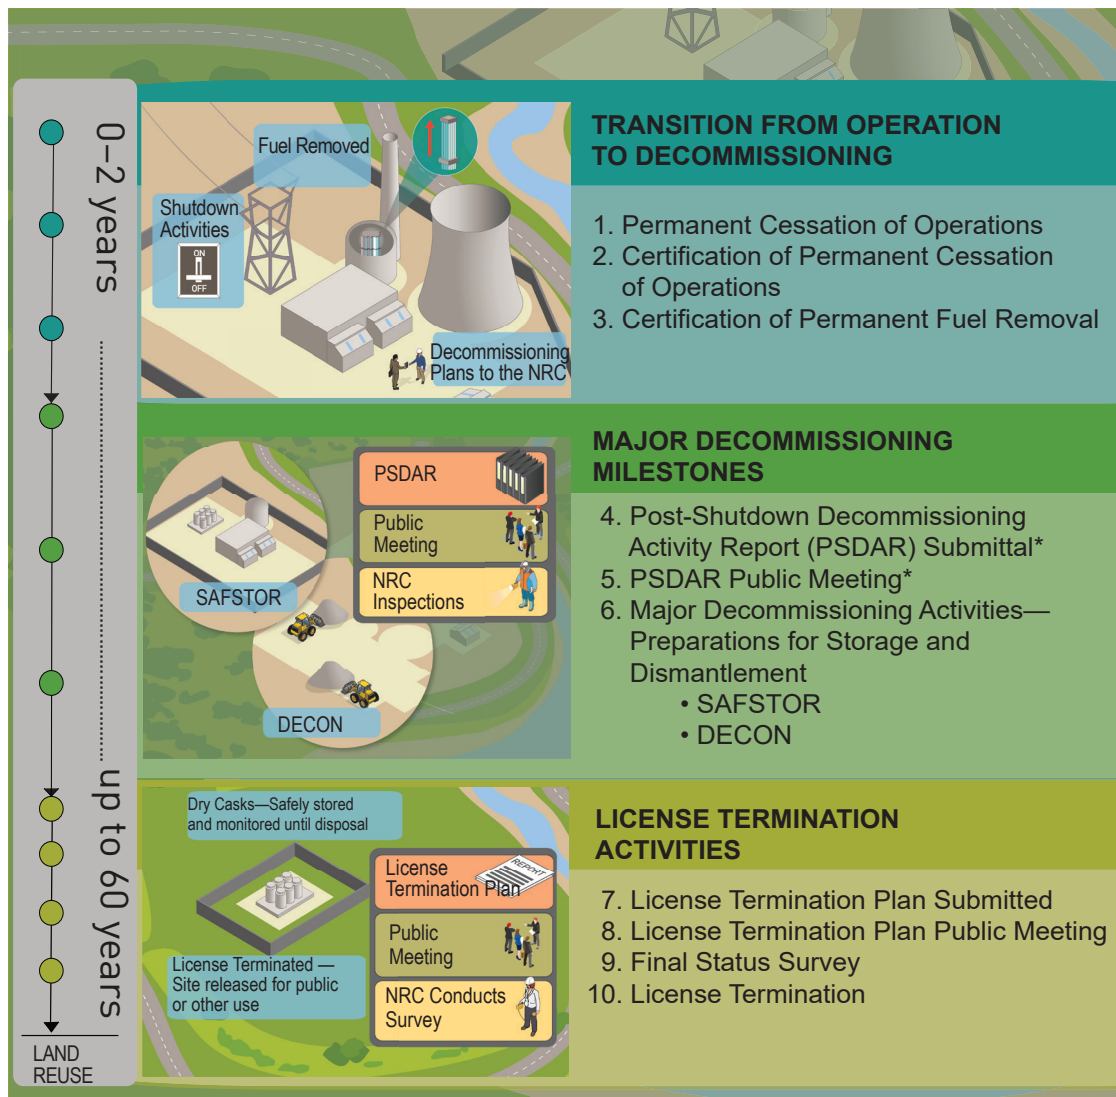 0–2 years
up to 60 years
LAND
REUSE
Fuel Removed
Shutdown
Activities
ON
OFF
Decommissioning
Plans to the NRC
TRANSITION FROM OPERATION
TO DECOMMISSIONING
1. Permanent Cessation of Operations
2. Certification of Permanent Cessation
of Operations
3. Certification of Permanent Fuel Removal
PSDAR
Public
Meeting
NRC
Inspections
SAFSTOR
DECON
MAJOR DECOMMISSIONING
MILESTONES
4. Post-Shutdown Decommissioning
Activity Report (PSDAR) Submittal*
5. PSDAR Public Meeting*
6. Major Decommissioning Activities—
Preparations for Storage and
Dismantlement
• SAFSTOR
• DECON
Dry Casks—Safely stored
and monitored until disposal
License
Termination Plan
REPORT
Public
Meeting
NRC Conducts
Survey
License Terminated —
Site released for public
or other use
LICENSE TERMINATION
ACTIVITIES
7. License Termination Plan Submitted
8. License Termination Plan Public Meeting
9. Final Status Survey
10. License Termination